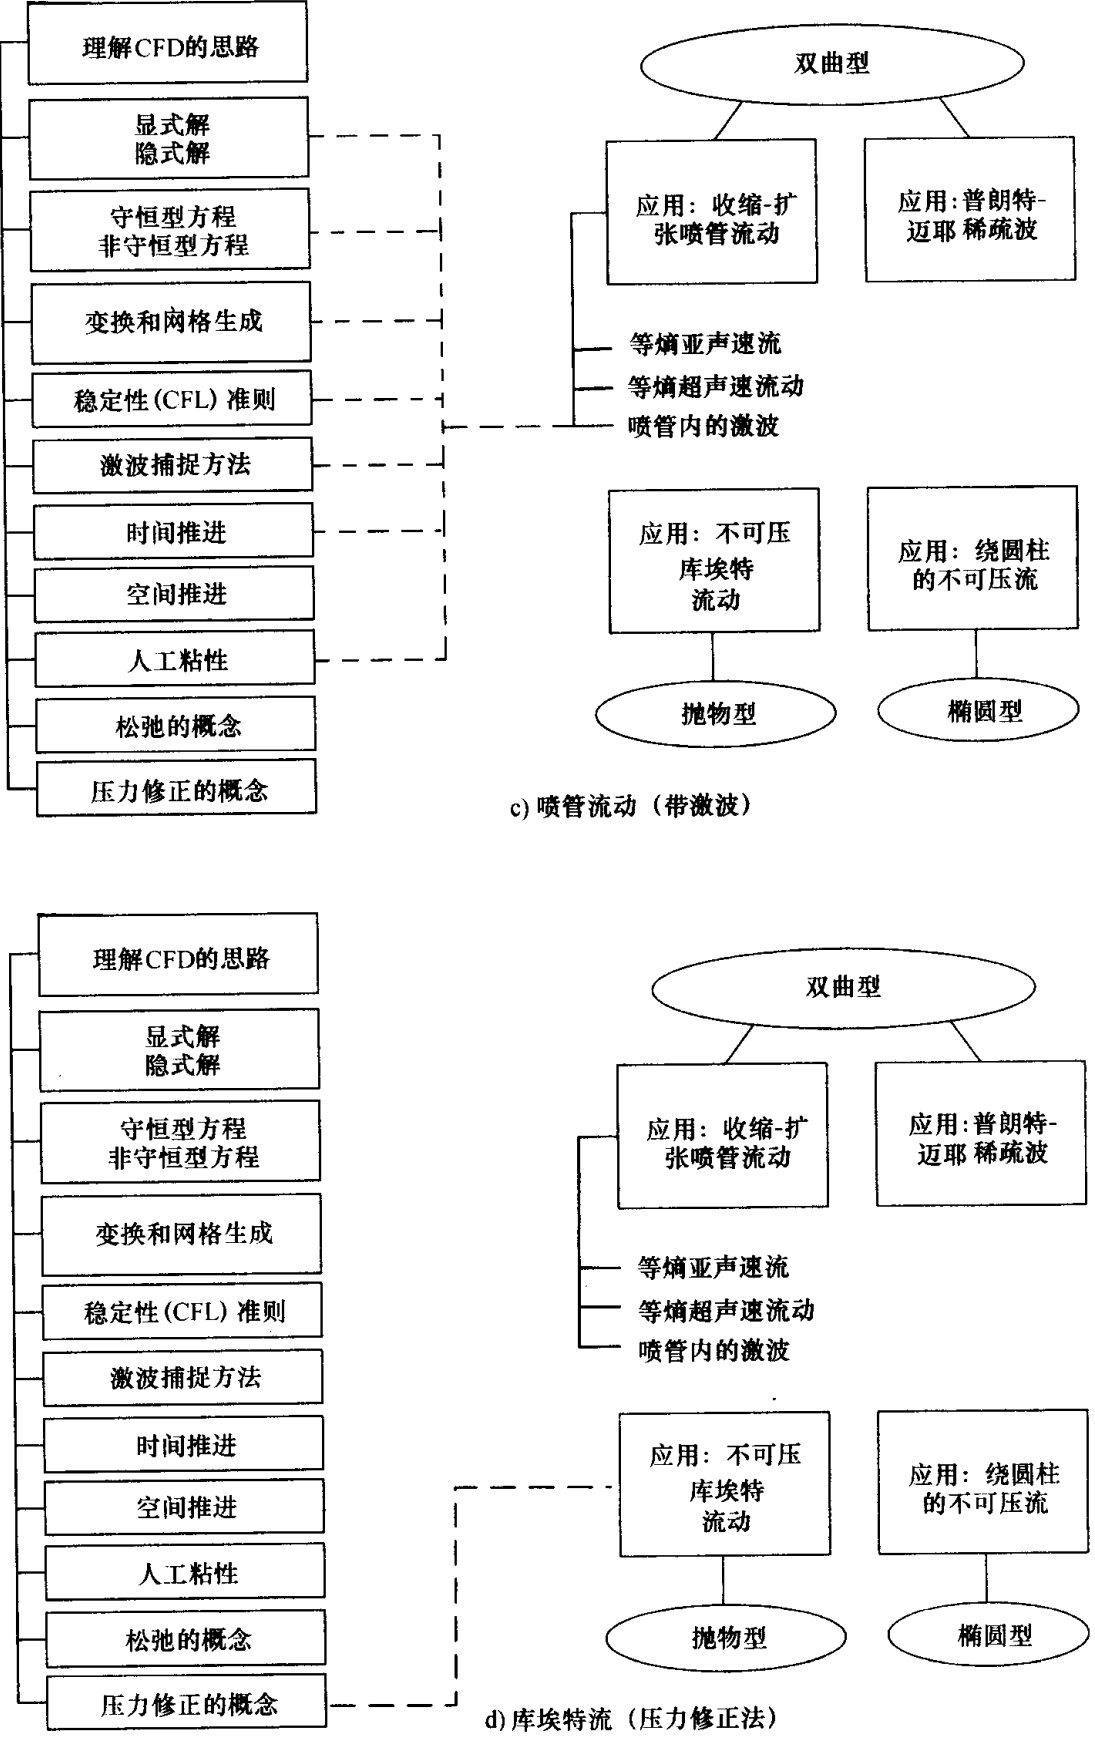 理解CFD的思路
显式解
隐式解
守恒型方程
非守恒型方程
变换和网格生成
稳定性(CFL) 准则
激波捕捉方法
时间推进
空间推进
人工粘性
松弛的概念
压力修正的概念
双曲型
应用：收缩-扩
张喷管流动
应用:普朗特-
迈耶 稀疏波
等熵亚声速流
等熵超声速流动
喷管内的激波
应用：不可压
库埃特
流动
应用：绕圆柱
的不可压流
抛物型
椭圆型
c) 喷管流动（带激波）
理解CFD的思路
显式解
隐式解
守恒型方程
非守恒型方程
变换和网格生成
稳定性(CFL) 准则
激波捕捉方法
时间推进
空间推进
人工粘性
松弛的概念
压力修正的概念
双曲型
应用：收缩-扩
张喷管流动
应用:普朗特-
迈耶 稀疏波
等熵亚声速流
等熵超声速流动
喷管内的激波
应用：不可压
库埃特
流动
应用：绕圆柱
的不可压流
抛物型
椭圆型
d) 库埃特流（压力修正法）